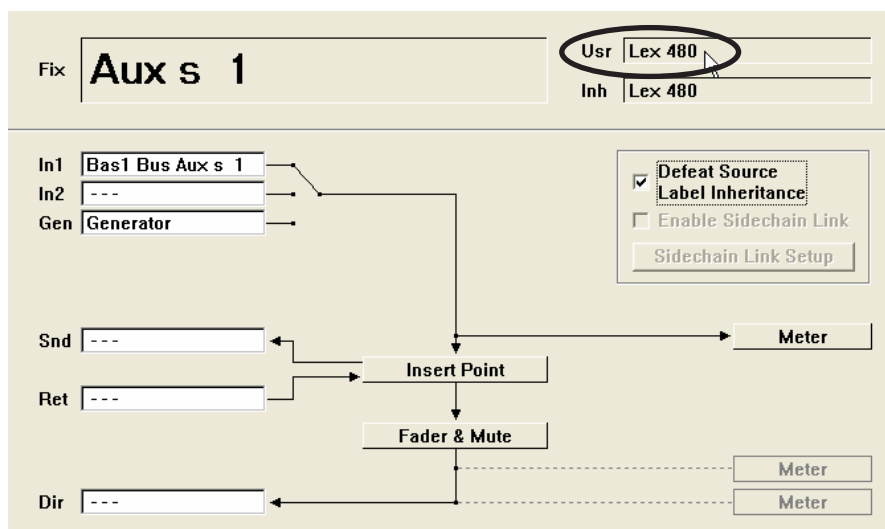 Fix Aux s 1
Usr Lex 480
Inh Lex 480
In1 Bas1 Bus Aux s 1
In2 ---
Gen Generator
Defeat Source
Label Inheritance
Enable Sidechain Link
Sidechain Link Setup
Snd ---
Meter
Insert Point
Ret ---
Fader & Mute
Meter
Dir ---
Meter